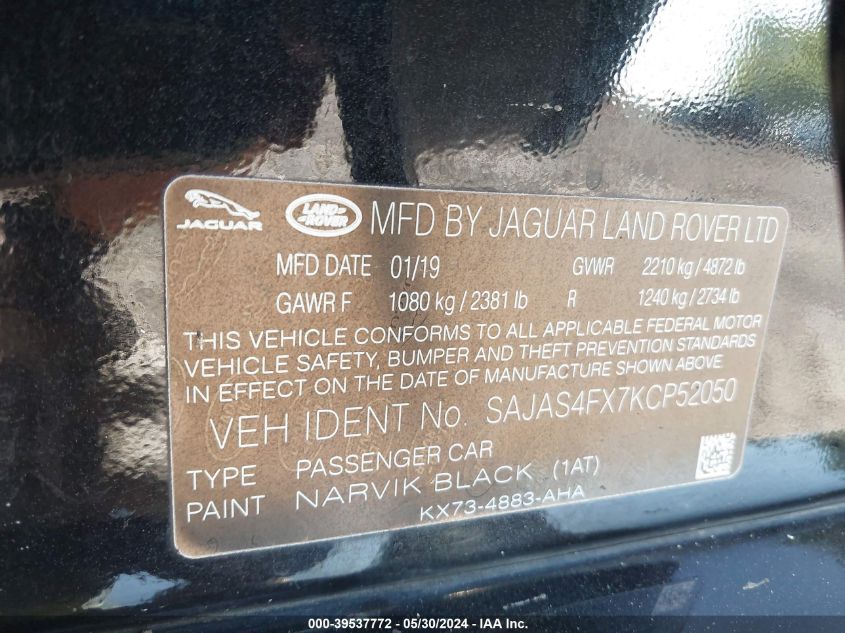 JAGUAR LAND ROVER MFD BY JAGUAR LAND ROVER LTD
MFD DATE 01/19 GVWR 2210 kg / 4872 lb
GAWR F 1080 kg / 2381 lb R 1240 kg / 2734 lb
THIS VEHICLE CONFORMS TO ALL APPLICABLE FEDERAL MOTOR
VEHICLE SAFETY, BUMPER AND THEFT PREVENTION STANDARDS
IN EFFECT ON THE DATE OF MANUFACTURE SHOWN ABOVE.
VEH IDENT No. SAJAS4FX7KCP52050
TYPE PASSENGER CAR
PAINT NARVIK BLACK (1AT)
KX73-4883-AHA
000-39537772 - 05/30/2024 - IAA Inc.